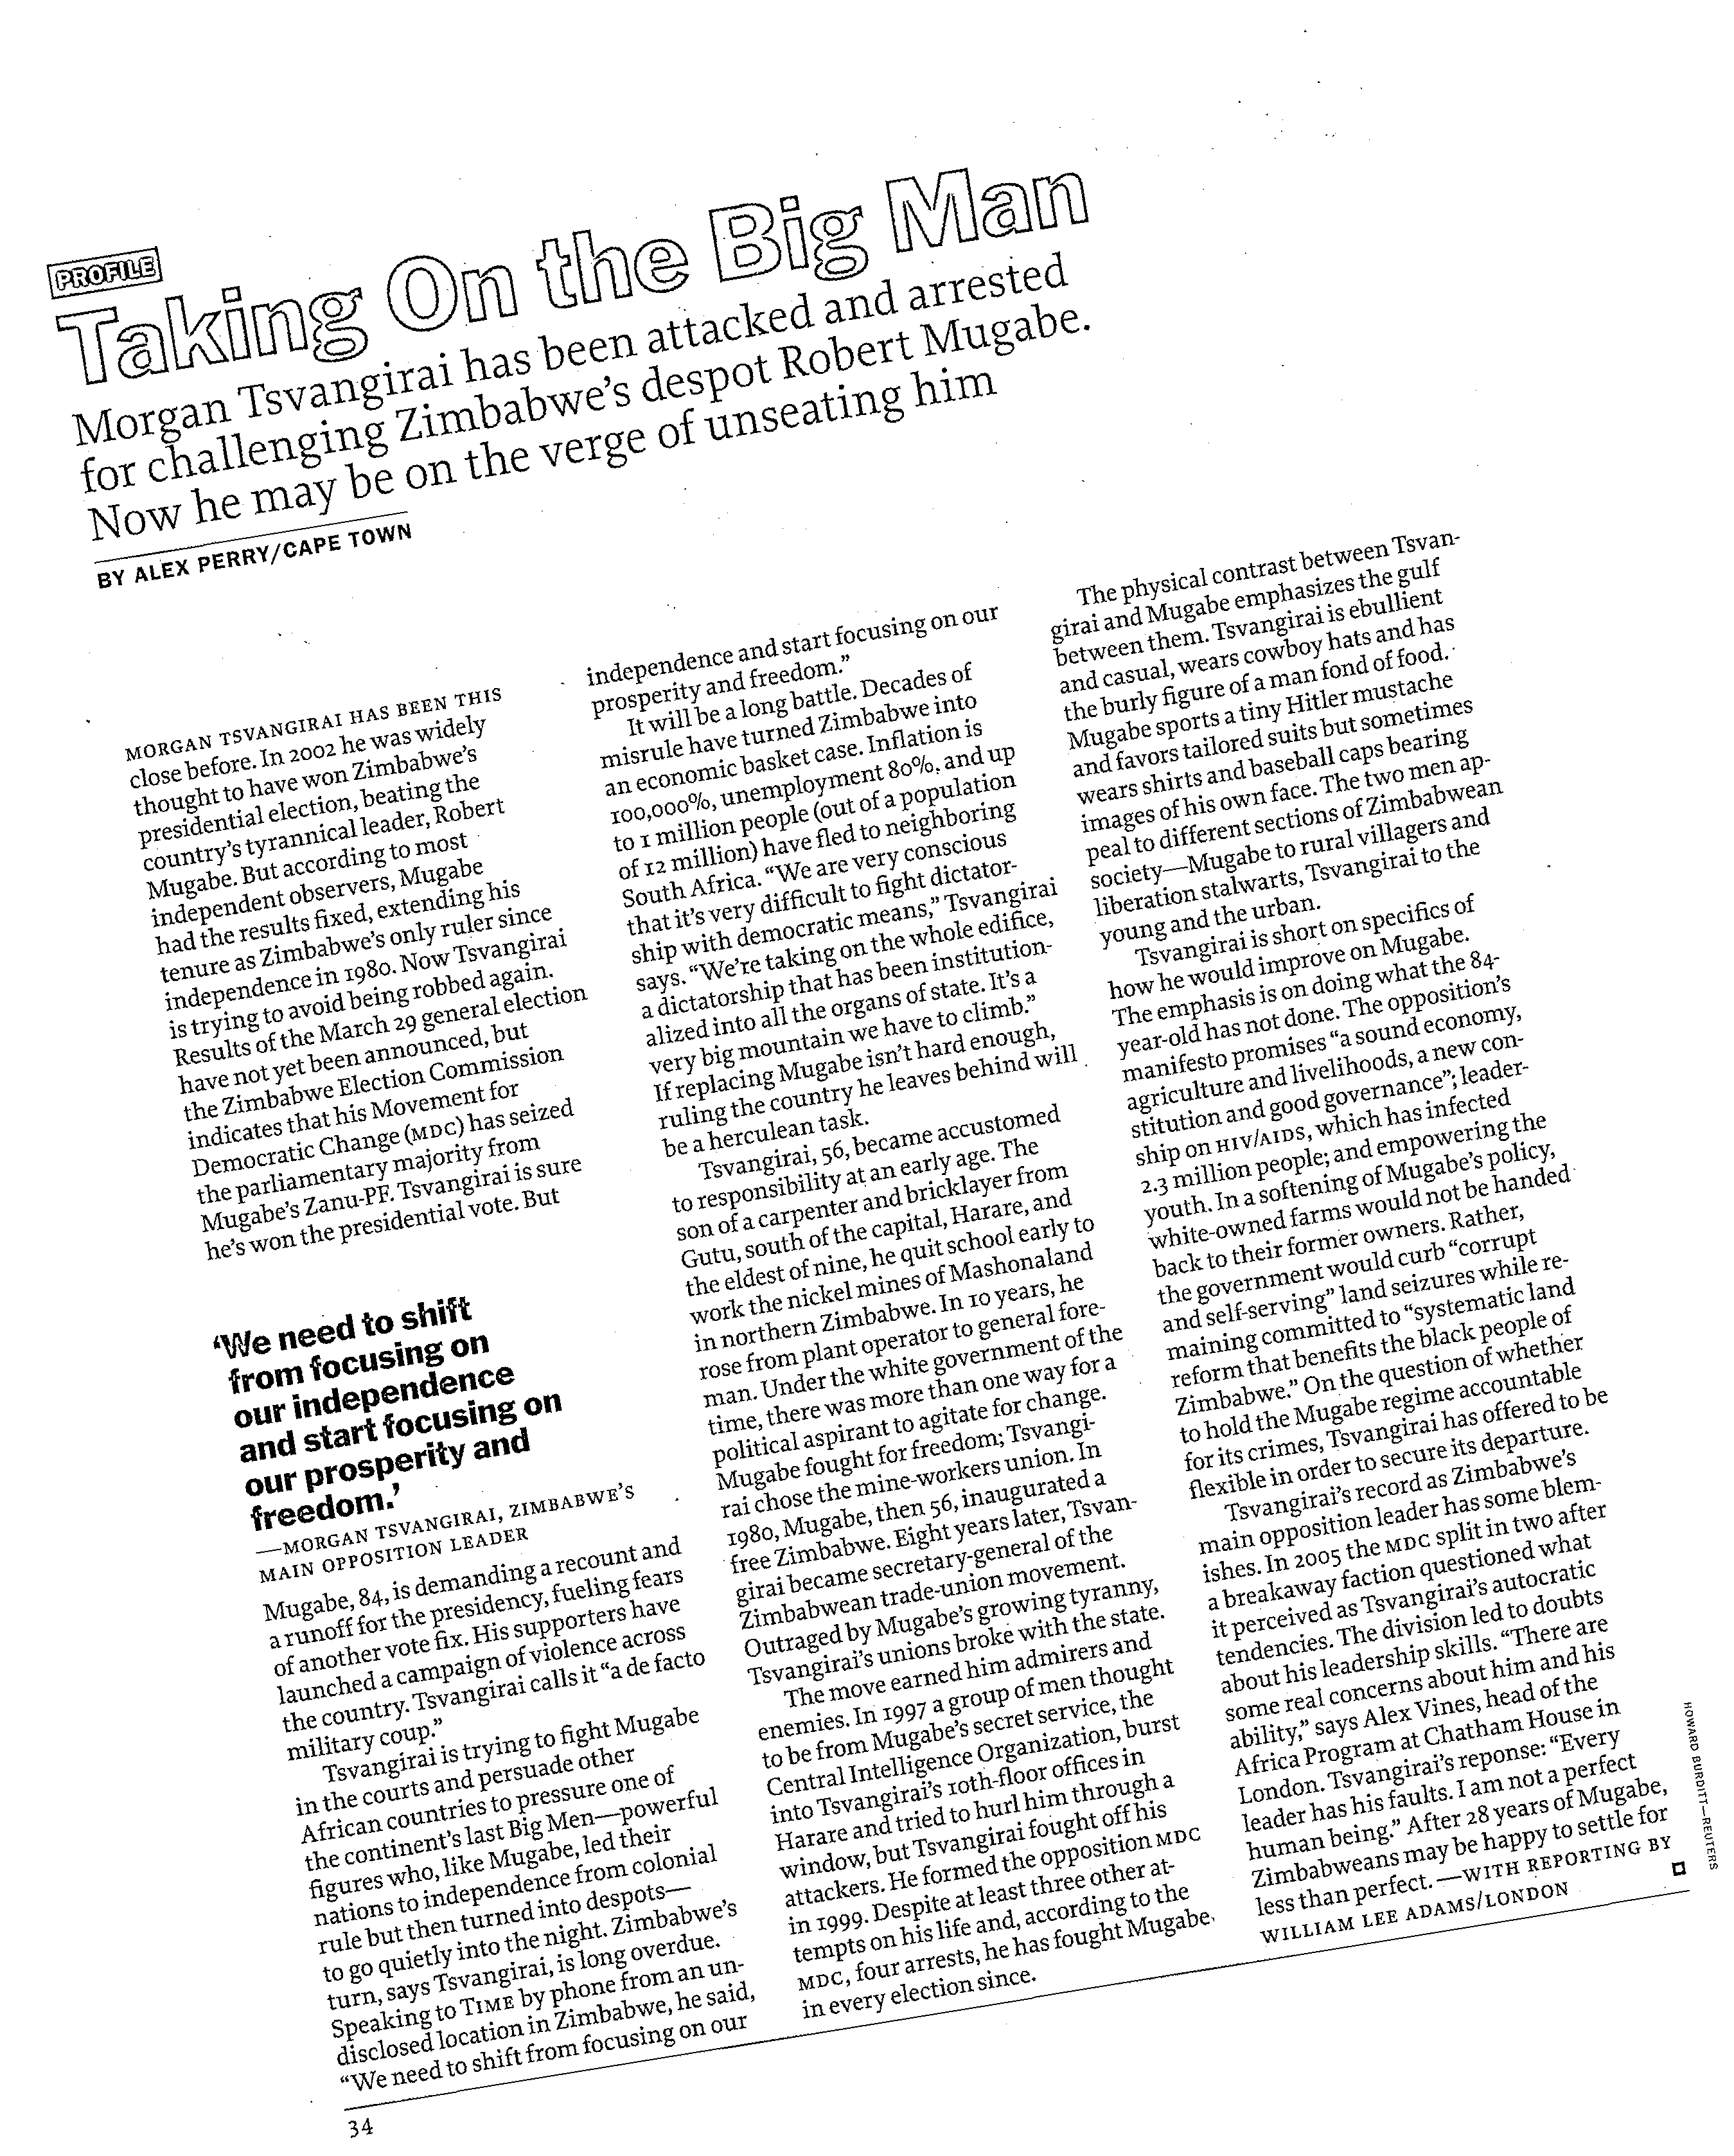 PROFILE
Taking On the Big Man
Morgan Tsvangirai has been attacked and arrested
for challenging Zimbabwe's despot Robert Mugabe.
Now he may be on the verge of unseating him
BY ALEX PERRY/CAPE TOWN
MORGAN TSVANGIRAI HAS BEEN THIS
close before. In 2002 he was widely
thought to have won Zimbabwe's
presidential election, beating the
country's tyrannical leader, Robert
Mugabe. But according to most
independent observers, Mugabe
had the results fixed, extending his
tenure as Zimbabwe's only ruler since
independence in 1980. Now Tsvangirai
is trying to avoid being robbed again.
Results of the March 29 general election
have not yet been announced, but
the Zimbabwe Election Commission
indicates that his Movement for
Democratic Change (MDC) has seized
the parliamentary majority from
Mugabe's Zanu-PF. Tsvangirai is sure
he's won the presidential vote. But
'We need to shift
from focusing on
our independence
and start focusing on
our prosperity and
freedom.'
—MORGAN TSVANGIRAI, ZIMBABWE'S
MAIN OPPOSITION LEADER
Mugabe, 84, is demanding a recount and
a runoff for the presidency, fueling fears
of another vote fix. His supporters have
launched a campaign of violence across
the country. Tsvangirai calls it "a de facto
military coup."
Tsvangirai is trying to fight Mugabe
in the courts and persuade other
African countries to pressure one of
the continent's last Big Men—powerful
figures who, like Mugabe, led their
nations to independence from colonial
rule but then turned into despots—
to go quietly into the night. Zimbabwe's
turn, says Tsvangirai, is long overdue.
Speaking to TIME by phone from an un-
disclosed location in Zimbabwe, he said,
"We need to shift from focusing on our
independence and start focusing on our
prosperity and freedom."
It will be a long battle. Decades of
misrule have turned Zimbabwe into
an economic basket case. Inflation is
100,000%, unemployment 80%, and up
to 1 million people (out of a population
of 12 million) have fled to neighboring
South Africa. "We are very conscious
that it's very difficult to fight dictator-
ship with democratic means," Tsvangirai
says. "We're taking on the whole edifice,
a dictatorship that has been institution-
alized into all the organs of state. It's a
very big mountain we have to climb."
If replacing Mugabe isn't hard enough,
ruling the country he leaves behind will
be a herculean task.
Tsvangirai, 56, became accustomed
to responsibility at an early age. The
son of a carpenter and bricklayer from
Gutu, south of the capital, Harare, and
the eldest of nine, he quit school early to
work the nickel mines of Mashonaland
in northern Zimbabwe. In 10 years, he
rose from plant operator to general fore-
man. Under the white government of the
time, there was more than one way for a
political aspirant to agitate for change.
Mugabe fought for freedom; Tsvangi-
rai chose the mine-workers union. In
1980, Mugabe, then 56, inaugurated a
free Zimbabwe. Eight years later, Tsvan-
girai became secretary-general of the
Zimbabwean trade-union movement.
Outraged by Mugabe's growing tyranny,
Tsvangirai's unions broke with the state.
The move earned him admirers and
enemies. In 1997 a group of men thought
to be from Mugabe's secret service, the
Central Intelligence Organization, burst
into Tsvangirai's 10th-floor offices in
Harare and tried to hurl him through a
window, but Tsvangirai fought off his
attackers. He formed the opposition MDC
in 1999. Despite at least three other at-
tempts on his life and, according to the
MDC, four arrests, he has fought Mugabe
in every election since.
The physical contrast between Tsvan-
girai and Mugabe emphasizes the gulf
between them. Tsvangirai is ebullient
and casual, wears cowboy hats and has
the burly figure of a man fond of food.
Mugabe sports a tiny Hitler mustache
and favors tailored suits but sometimes
wears shirts and baseball caps bearing
images of his own face. The two men ap-
peal to different sections of Zimbabwean
society—Mugabe to rural villagers and
liberation stalwarts, Tsvangirai to the
young and the urban.
Tsvangirai is short on specifics of
how he would improve on Mugabe.
The emphasis is on doing what the 84-
year-old has not done. The opposition's
manifesto promises "a sound economy,
agriculture and livelihoods, a new con-
stitution and good governance"; leader-
ship on HIV/AIDS, which has infected
2.3 million people; and empowering the
youth. In a softening of Mugabe's policy,
white-owned farms would not be handed
back to their former owners. Rather,
the government would curb "corrupt
and self-serving" land seizures while re-
maining committed to "systematic land
reform that benefits the black people of
Zimbabwe." On the question of whether
to hold the Mugabe regime accountable
for its crimes, Tsvangirai has offered to be
flexible in order to secure its departure.
Tsvangirai's record as Zimbabwe's
main opposition leader has some blem-
ishes. In 2005 the MDC split in two after
a breakaway faction questioned what
it perceived as Tsvangirai's autocratic
tendencies. The division led to doubts
about his leadership skills. "There are
some real concerns about him and his
ability," says Alex Vines, head of the
Africa Program at Chatham House in
London. Tsvangirai's reponse: "Every
leader has his faults. I am not a perfect
human being." After 28 years of Mugabe,
Zimbabweans may be happy to settle for
less than perfect. —WITH REPORTING BY
WILLIAM LEE ADAMS/LONDON
HOWARD BURDITT—REUTERS
34